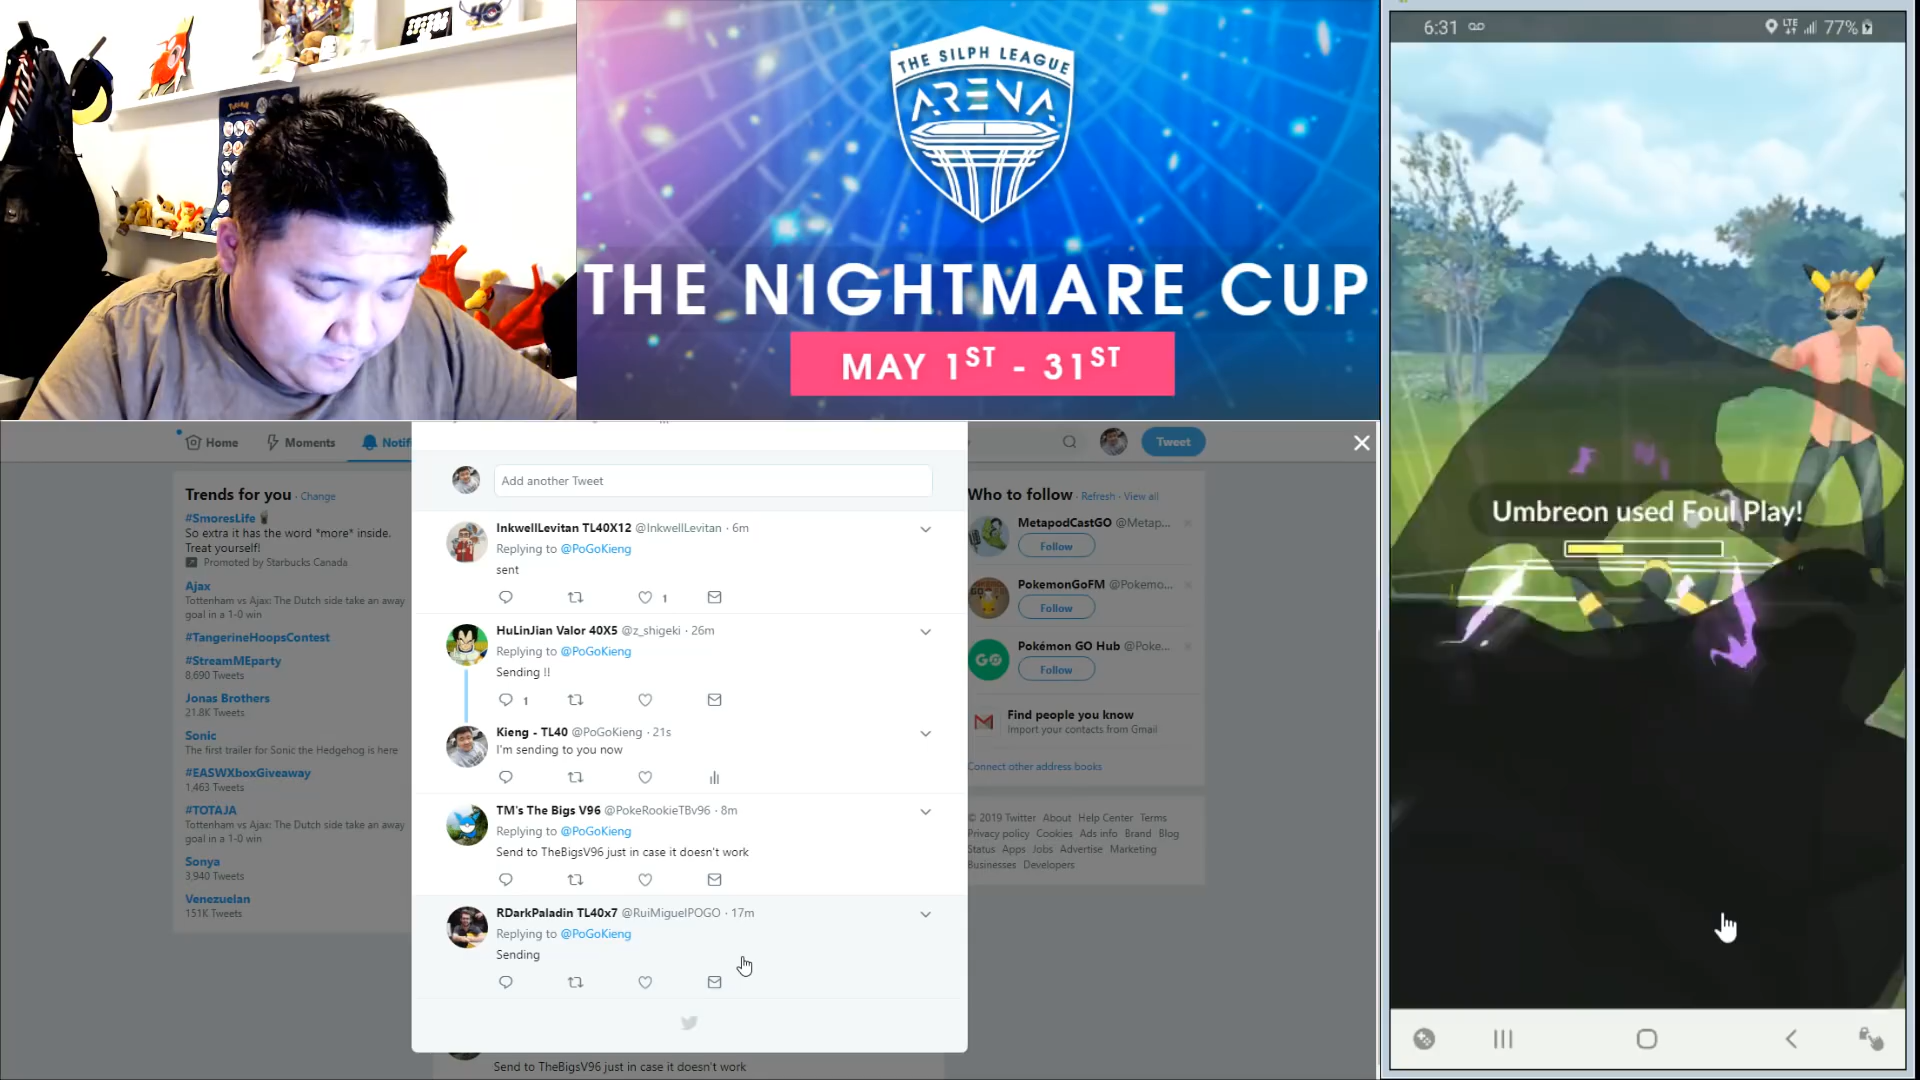 THE SILPH LEAGUE
ARENA
THE NIGHTMARE CUP
MAY 1ST - 31ST
6:31
LTE
77%
Umbreon used Foul Play!
Home
Moments
Notif
Tweet
Trends for you · Change
#SmoresLife
So extra it has the word *more* inside.
Treat yourself!
Promoted by Starbucks Canada
Ajax
Tottenham vs Ajax: The Dutch side take an away
goal in a 1-0 win
#TangerineHoopsContest
#StreamMEparty
8,690 Tweets
Jonas Brothers
21.8K Tweets
Sonic
The first trailer for Sonic the Hedgehog is here
#EASWXboxGiveaway
1,463 Tweets
#TOTAJA
Tottenham vs Ajax: The Dutch side take an away
goal in a 1-0 win
Sonya
3,940 Tweets
Venezuelan
151K Tweets
Add another Tweet
InkwellLevitan TL40X12 @InkwellLevitan · 6m
Replying to @PoGoKieng
sent
1
HuLinJian Valor 40X5 @z_shigeki · 26m
Replying to @PoGoKieng
Sending !!
1
Kieng - TL40 @PoGoKieng · 21s
I'm sending to you now
TM's The Bigs V96 @PokeRookieTBv96 · 8m
Replying to @PoGoKieng
Send to TheBigsV96 just in case it doesn't work
RDarkPaladin TL40x7 @RuiMiguelPOGO · 17m
Replying to @PoGoKieng
Sending
Send to TheBigsV96 just in case it doesn't work
Who to follow · Refresh · View all
MetapodCastGO @Metap...
Follow
PokemonGoFM @Pokemo...
Follow
Pokémon GO Hub @Poke...
Follow
Find people you know
Import your contacts from Gmail
Connect other address books
© 2019 Twitter About Help Center Terms
Privacy policy Cookies Ads info Brand Blog
Status Apps Jobs Advertise Marketing
Businesses Developers